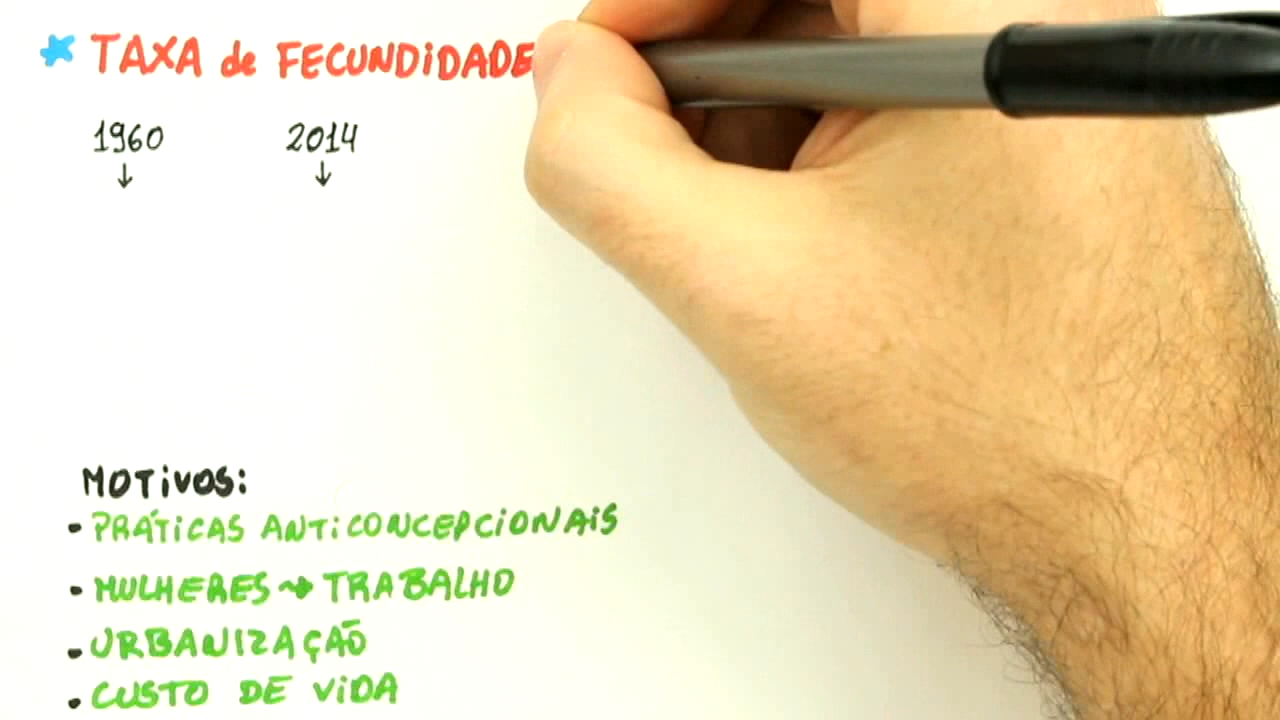 TAXA de FECUNDIDADE
1960 2014
MOTIVOS:
- PRÁTICAS ANTICONCEPCIONAIS
- MULHERES → TRABALHO
- URBANIZAÇÃO
- CUSTO DE VIDA